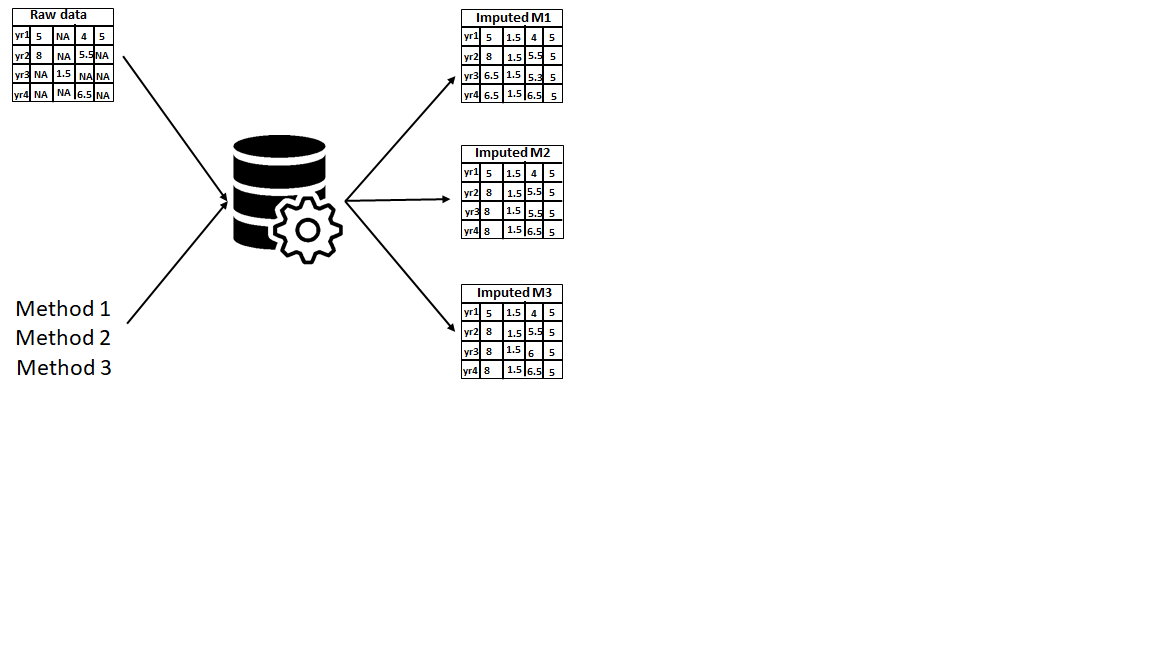 Raw data
yr1 5 NA 4 5
yr2 8 NA 5.5 NA
yr3 NA 1.5 NA NA
yr4 NA NA 6.5 NA
Method 1
Method 2
Method 3
Imputed M1
yr1 5 1.5 4 5
yr2 8 1.5 5.5 5
yr3 6.5 1.5 5.3 5
yr4 6.5 1.5 6.5 5
Imputed M2
yr1 5 1.5 4 5
yr2 8 1.5 5.5 5
yr3 8 1.5 5.5 5
yr4 8 1.5 6.5 5
Imputed M3
yr1 5 1.5 4 5
yr2 8 1.5 5.5 5
yr3 8 1.5 6 5
yr4 8 1.5 6.5 5